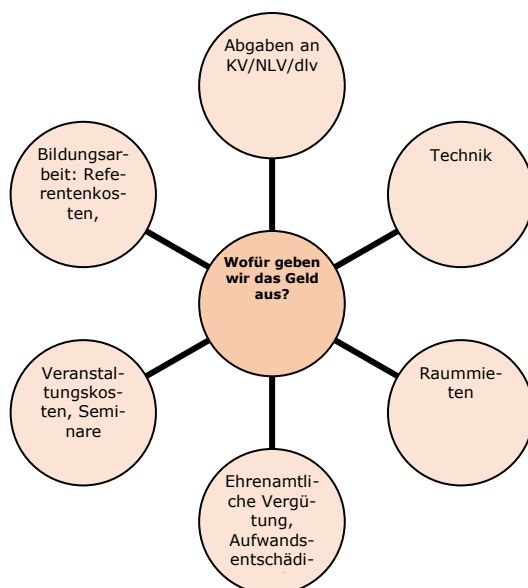 Abgaben an
KV/NLV/dlv
Technik
Raummie-
ten
Ehrenamtli-
che Vergü-
tung,
Aufwands-
entschädi-
Veranstal-
tungskos-
ten, Semi-
nare
Bildungsar-
beit: Refe-
rentenkos-
ten,
Wofür geben
wir das Geld
aus?